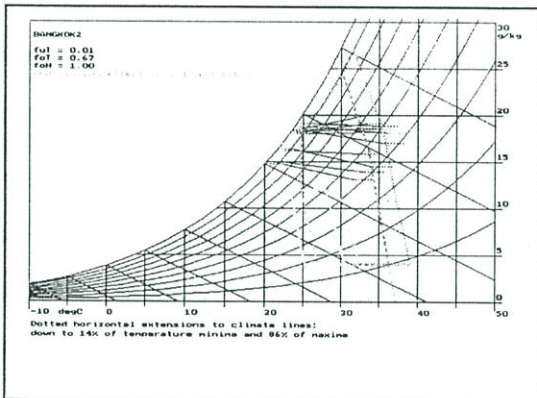 BANGKOK2
fuT = 0.01
foT = 0.67
foH = 1.00
30
g/kg
25
20
15
10
5
0
-10 degC 0 10 20 30 40 50
Dotted horizontal extensions to climate lines:
down to 14% of temperature minima and 86% of maxima